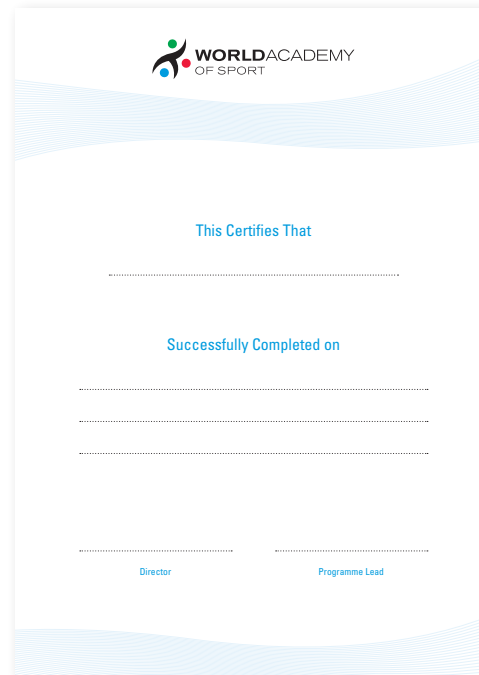 WORLDACADEMY
OF SPORT
This Certifies That
Successfully Completed on
Director
Programme Lead